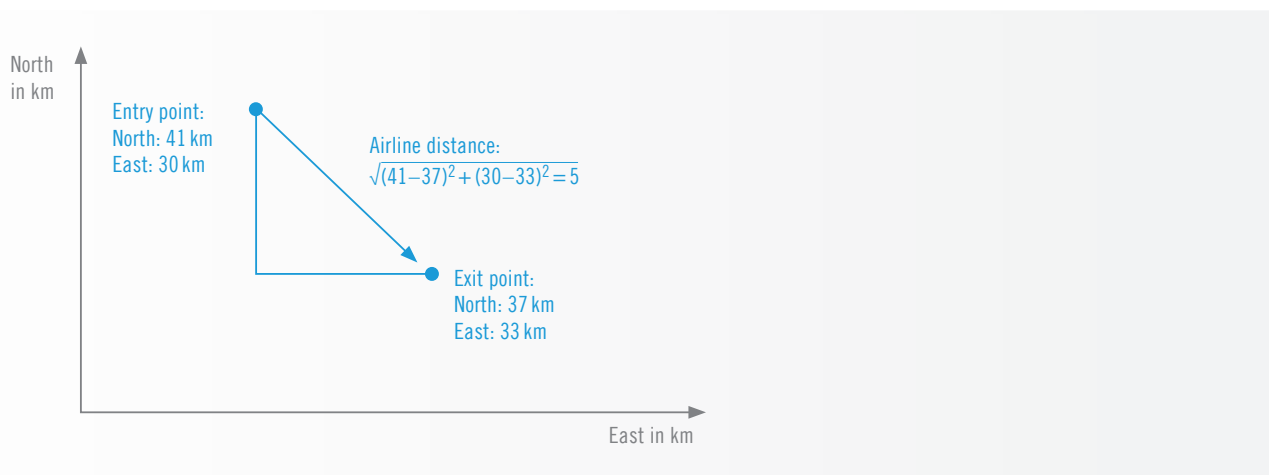 North
in km
Entry point:
North: 41 km
East: 30 km
Airline distance:
√(41–37)² + (30–33)² = 5
Exit point:
North: 37 km
East: 33 km
East in km